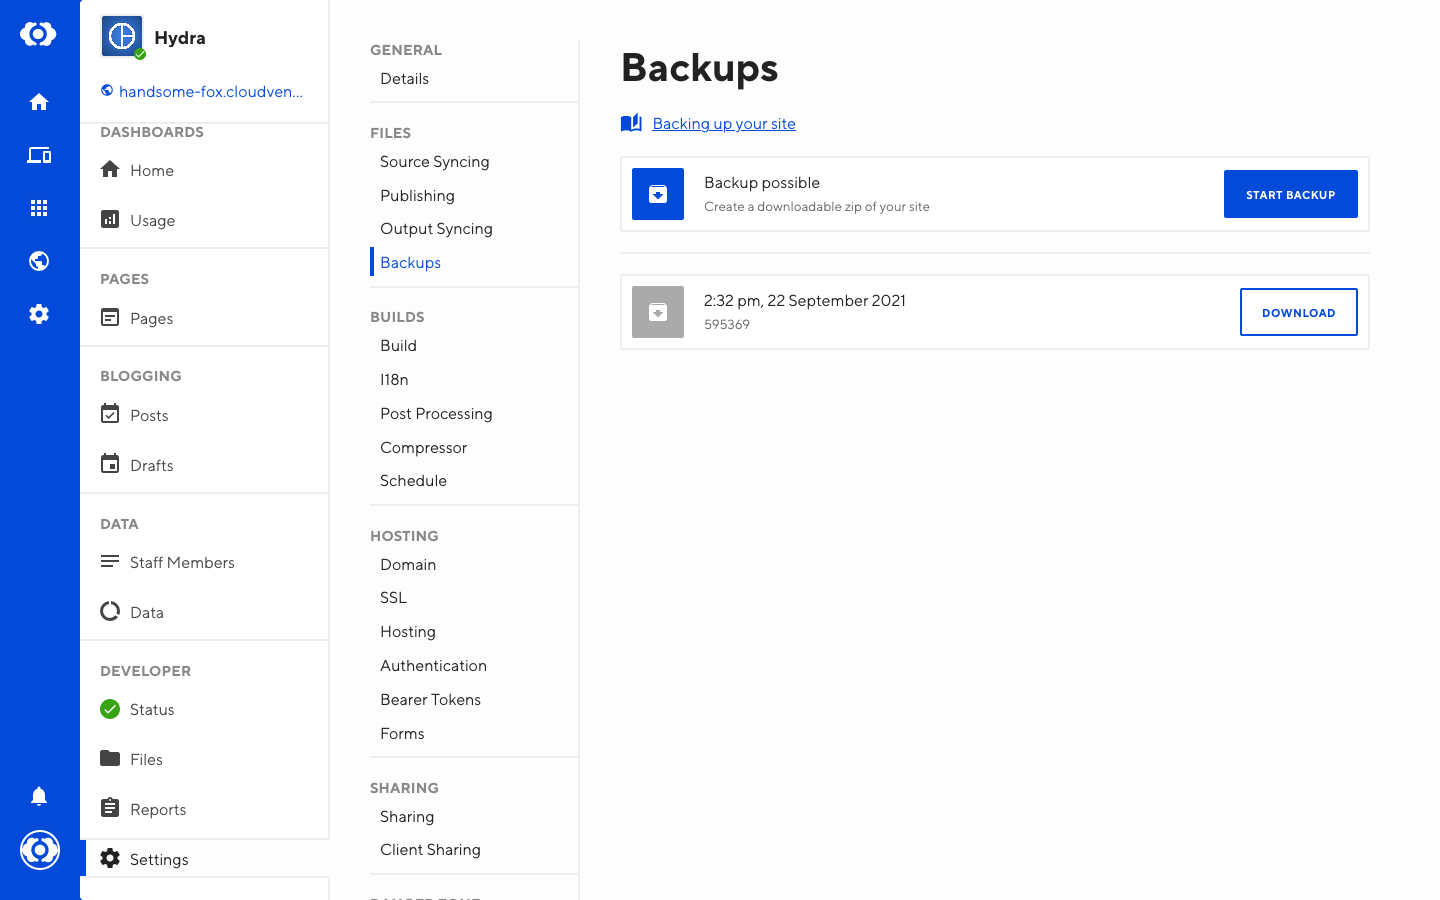 Hydra
handsome-fox.cloudven...
DASHBOARDS
Home
Usage
PAGES
Pages
BLOGGING
Posts
Drafts
DATA
Staff Members
Data
DEVELOPER
Status
Files
Reports
Settings
GENERAL
Details
FILES
Source Syncing
Publishing
Output Syncing
Backups
BUILDS
Build
I18n
Post Processing
Compressor
Schedule
HOSTING
Domain
SSL
Hosting
Authentication
Bearer Tokens
Forms
SHARING
Sharing
Client Sharing
Backups
Backing up your site
Backup possible
Create a downloadable zip of your site
START BACKUP
2:32 pm, 22 September 2021
595369
DOWNLOAD